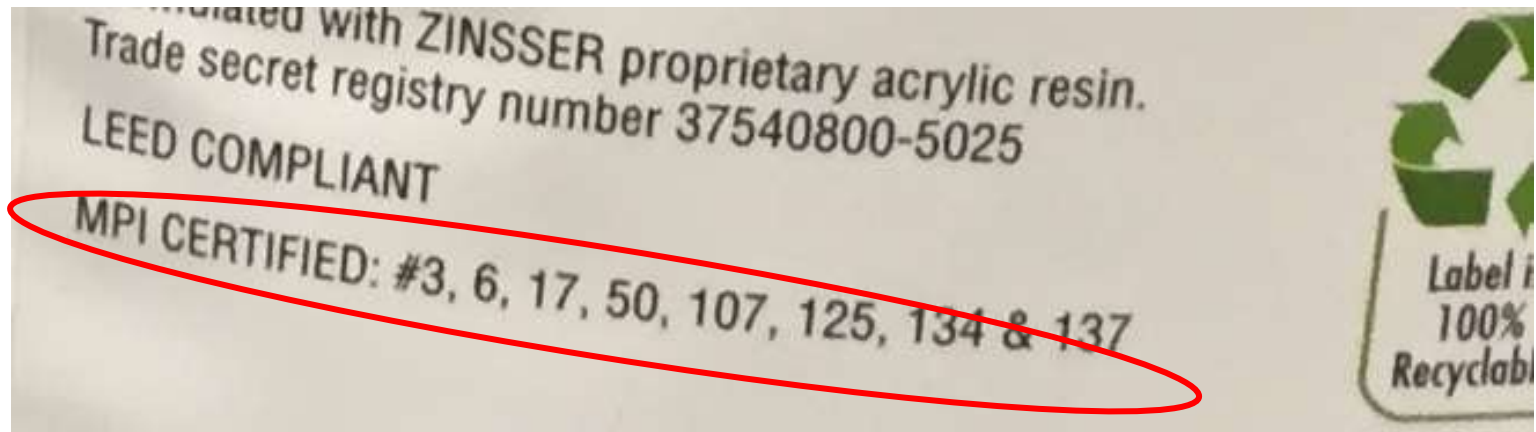 with ZINSSER proprietary acrylic resin.
Trade secret registry number 37540800-5025
LEED COMPLIANT
MPI CERTIFIED: #3, 6, 17, 50, 107, 125, 134 & 137
Label
100%